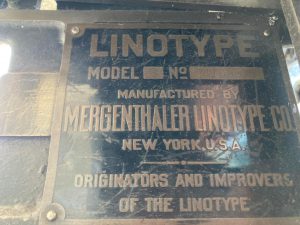 LINOTYPE
MODEL Nº
MANUFACTURED BY
MERGENTHALER LINOTYPE CO.
NEW YORK, U.S.A.
ORIGINATORS AND IMPROVERS
OF THE LINOTYPE